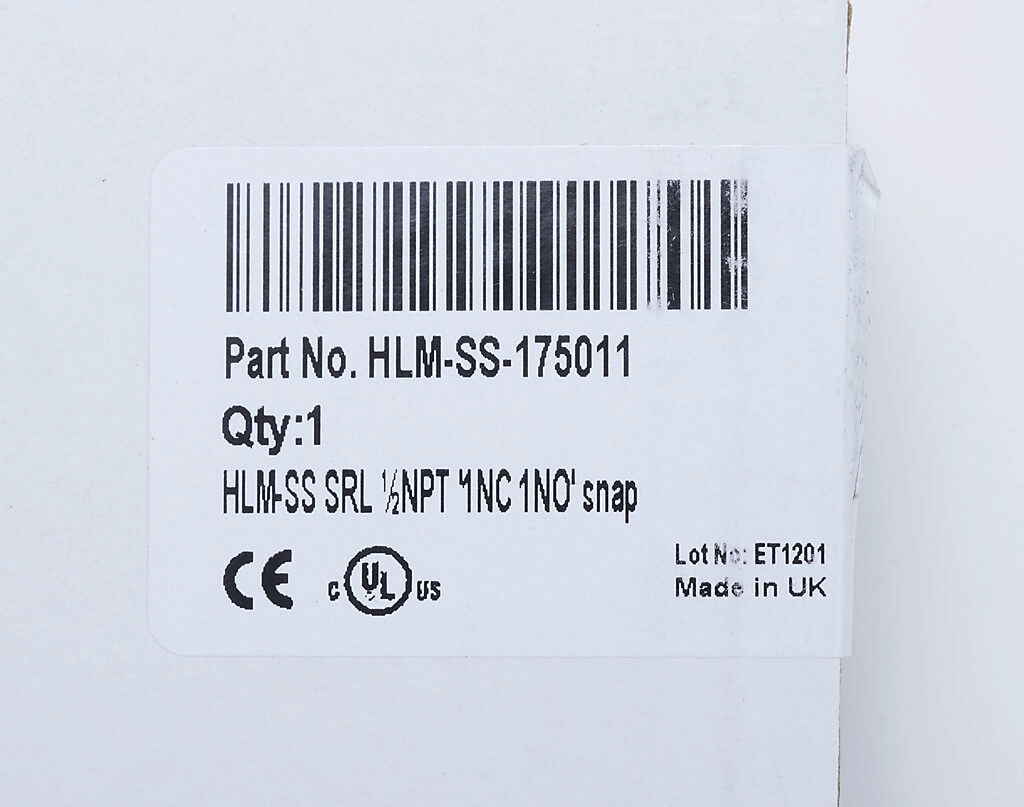 Part No. HLM-SS-175011
Qty:1
HLM-SS SRL ½NPT '1NC 1NO' snap
CE c UL us
Lot No: ET1201
Made in UK